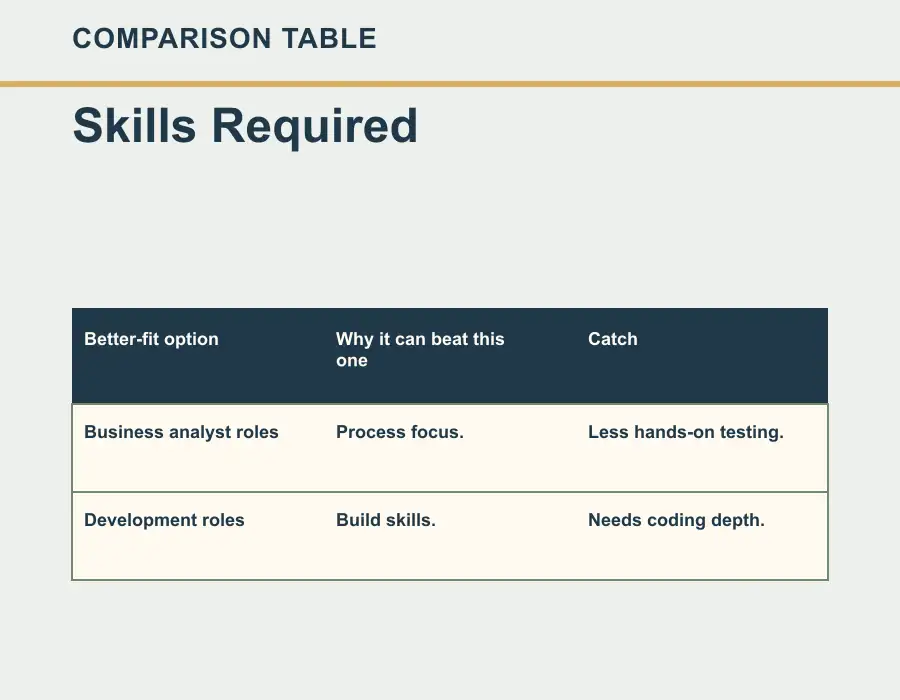 COMPARISON TABLE
Skills Required
Better-fit option
Why it can beat this
one
Catch
Business analyst roles
Process focus.
Less hands-on testing.
Development roles
Build skills.
Needs coding depth.